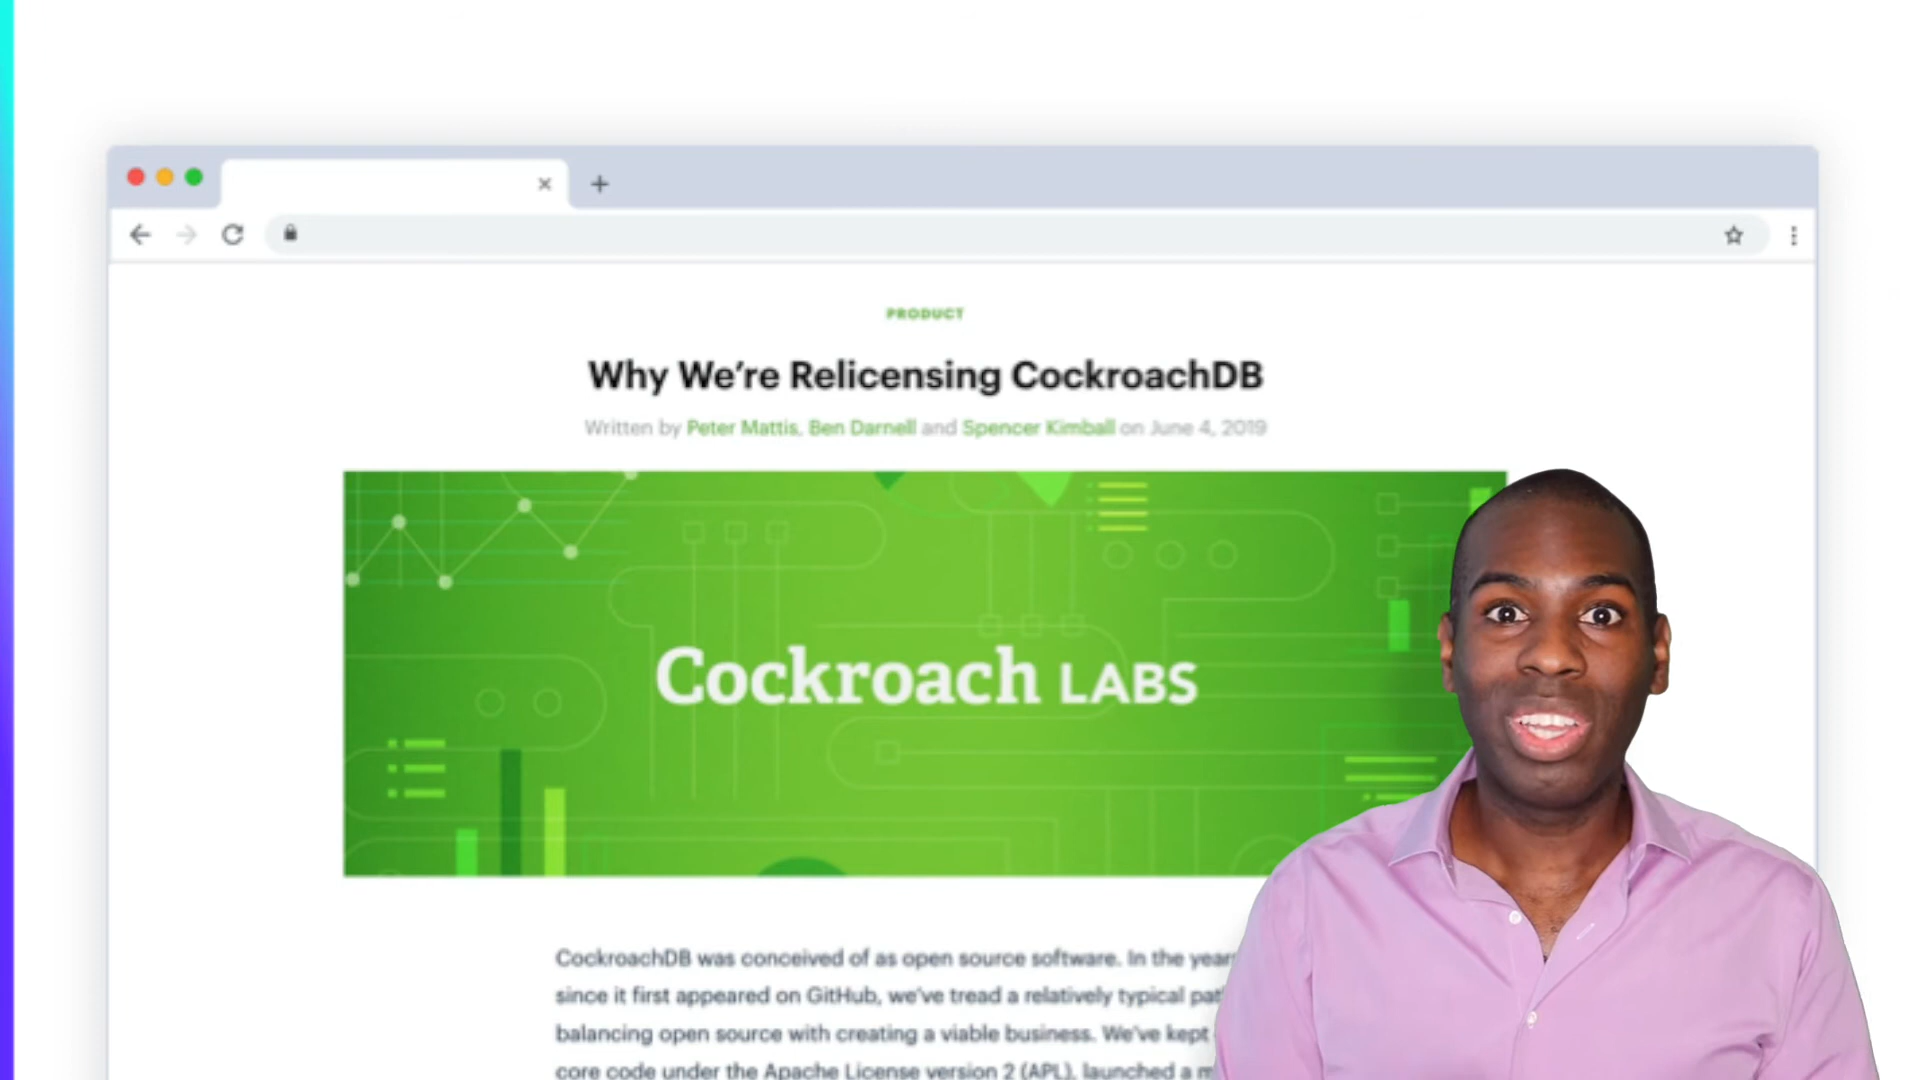 PRODUCT
Why We're Relicensing CockroachDB
Written by Peter Mattis, Ben Darnell and Spencer Kimball on June 4, 2019
Cockroach LABS
CockroachDB was conceived of as open source software. In the
since it first appeared on GitHub, we've tread a relatively typical
balancing open source with creating a viable business. We've kept
core code under the Apache License version 2 (APL), launched a